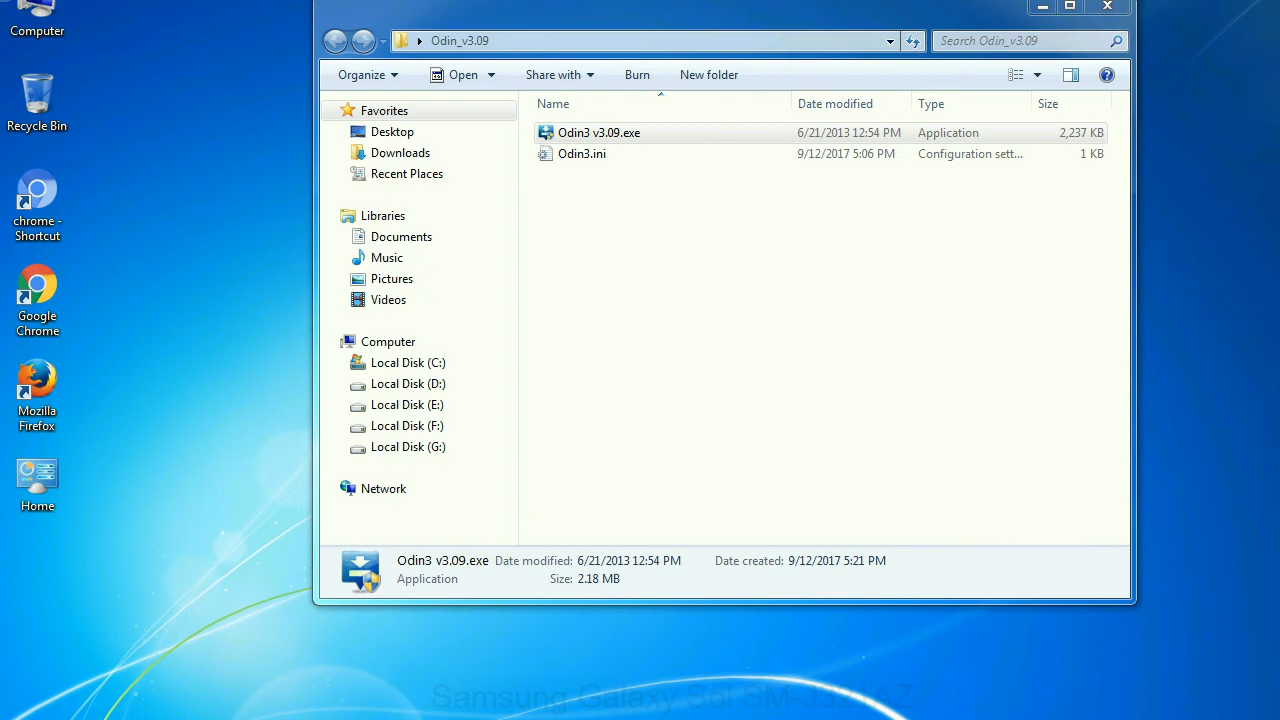 Computer
Recycle Bin
chrome -
Shortcut
Google
Chrome
Mozilla
Firefox
Home
Odin_v3.09
Search Odin_v3.09
Organize Open Share with Burn New folder
Favorites
Desktop
Downloads
Recent Places
Libraries
Documents
Music
Pictures
Videos
Computer
Local Disk (C:)
Local Disk (D:)
Local Disk (E:)
Local Disk (F:)
Local Disk (G:)
Network
Name Date modified Type Size
Odin3 v3.09.exe 6/21/2013 12:54 PM Application 2,237 KB
Odin3.ini 9/12/2017 5:06 PM Configuration sett... 1 KB
Odin3 v3.09.exe Date modified: 6/21/2013 12:54 PM Date created: 9/12/2017 5:21 PM
Application Size: 2.18 MB
Samsung Galaxy Sol SM-J321AZ